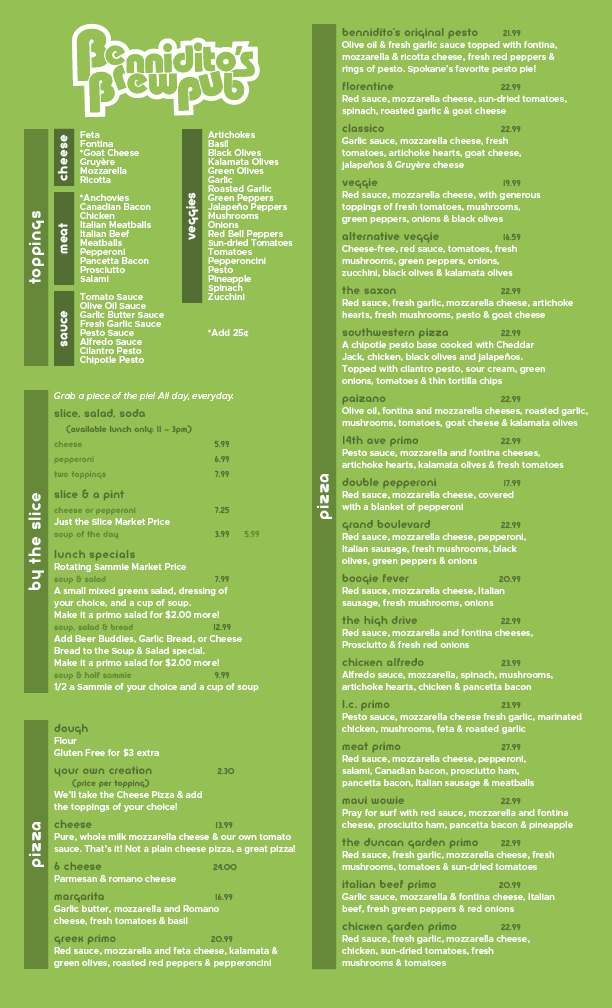 Bennidito's
Brew Pub
toppings
cheese
Feta
Fontina
*Goat Cheese
Gruyère
Mozzarella
Ricotta
meat
*Anchovies
Canadian Bacon
Chicken
Italian Meatballs
Italian Beef
Meatballs
Pepperoni
Pancetta Bacon
Prosciutto
Salami
sauce
Tomato Sauce
Olive Oil Sauce
Garlic Butter Sauce
Fresh Garlic Sauce
Pesto Sauce
Alfredo Sauce
Cilantro Pesto
Chipotle Pesto
veggies
Artichokes
Basil
Black Olives
Kalamata Olives
Green Olives
Garlic
Roasted Garlic
Green Peppers
Jalapeño Peppers
Mushrooms
Onions
Red Bell Peppers
Sun-dried Tomatoes
Tomatoes
Pepperoncini
Pesto
Pineapple
Spinach
Zucchini
*Add 25¢
by the slice
Grab a piece of the pie! All day, everyday.
slice, salad, soda
(available lunch only: 11 - 3pm)
cheese 5.99
pepperoni 6.99
two toppings 7.99
slice & a pint
cheese or pepperoni 7.25
Just the Slice Market Price
soup of the day 3.99 5.99
lunch specials
Rotating Sammie Market Price
soup & salad 7.99
A small mixed greens salad, dressing of
your choice, and a cup of soup.
Make it a primo salad for $2.00 more!
soup, salad & bread 12.99
Add Beer Buddies, Garlic Bread, or Cheese
Bread to the Soup & Salad special.
Make it a primo salad for $2.00 more!
soup & half sammie 9.99
1/2 a Sammie of your choice and a cup of soup
pizza
dough
Flour
Gluten Free for $3 extra
your own creation 2.30
(price per topping)
We'll take the Cheese Pizza & add
the toppings of your choice!
cheese 13.99
Pure, whole milk mozzarella cheese & our own tomato
sauce. That's it! Not a plain cheese pizza, a great pizza!
6 cheese 24.00
Parmesan & romano cheese
margarita 16.99
Garlic butter, mozzarella and Romano
cheese, fresh tomatoes & basil
greek primo 20.99
Red sauce, mozzarella and feta cheese, kalamata &
green olives, roasted red peppers & pepperoncini
pizza
bennidito's original pesto 21.99
Olive oil & fresh garlic sauce topped with fontina,
mozzarella & ricotta cheese, fresh red peppers &
rings of pesto. Spokane's favorite pesto pie!
florentine 22.99
Red sauce, mozzarella cheese, sun-dried tomatoes,
spinach, roasted garlic & goat cheese
classico 22.99
Garlic sauce, mozzarella cheese, fresh
tomatoes, artichoke hearts, goat cheese,
jalapeños & Gruyère cheese
veggie 19.99
Red sauce, mozzarella cheese, with generous
toppings of fresh tomatoes, mushrooms,
green peppers, onions & black olives
alternative veggie 16.59
Cheese-free, red sauce, tomatoes, fresh
mushrooms, green peppers, onions,
zucchini, black olives & kalamata olives
the saxon 22.99
Red sauce, fresh garlic, mozzarella cheese, artichoke
hearts, fresh mushrooms, pesto & goat cheese
southwestern pizza 22.99
A chipotle pesto base cooked with Cheddar
Jack, chicken, black olives and jalapeños.
Topped with cilantro pesto, sour cream, green
onions, tomatoes & thin tortilla chips
paizano 22.99
Olive oil, fontina and mozzarella cheeses, roasted garlic,
mushrooms, tomatoes, goat cheese & kalamata olives
14th ave primo 22.99
Pesto sauce, mozzarella and fontina cheeses,
artichoke hearts, kalamata olives & fresh tomatoes
double pepperoni 17.99
Red sauce, mozzarella cheese, covered
with a blanket of pepperoni
grand boulevard 22.99
Red sauce, mozzarella cheese, pepperoni,
Italian sausage, fresh mushrooms, black
olives, green peppers & onions
boogie fever 20.99
Red sauce, mozzarella cheese, Italian
sausage, fresh mushrooms, onions
the high drive 22.99
Red sauce, mozzarella and fontina cheeses,
Prosciutto & fresh red onions
chicken alfredo 23.99
Alfredo sauce, mozzarella, spinach, mushrooms,
artichoke hearts, chicken & pancetta bacon
l.c. primo 23.99
Pesto sauce, mozzarella cheese fresh garlic, marinated
chicken, mushrooms, feta & roasted garlic
meat primo 27.99
Red sauce, mozzarella cheese, pepperoni,
salami, Canadian bacon, prosciutto ham,
pancetta bacon, Italian sausage & meatballs
maui wowie 22.99
Pray for surf with red sauce, mozzarella and fontina
cheese, prosciutto ham, pancetta bacon & pineapple
the duncan garden primo 22.99
Red sauce, fresh garlic, mozzarella cheese, fresh
mushrooms, tomatoes & sun-dried tomatoes
italian beef primo 20.99
Garlic sauce, mozzarella & fontina cheese, Italian
beef, fresh green peppers & red onions
chicken garden primo 22.99
Red sauce, fresh garlic, mozzarella cheese,
chicken, sun-dried tomatoes, fresh
mushrooms & tomatoes